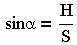 sinα = H/S